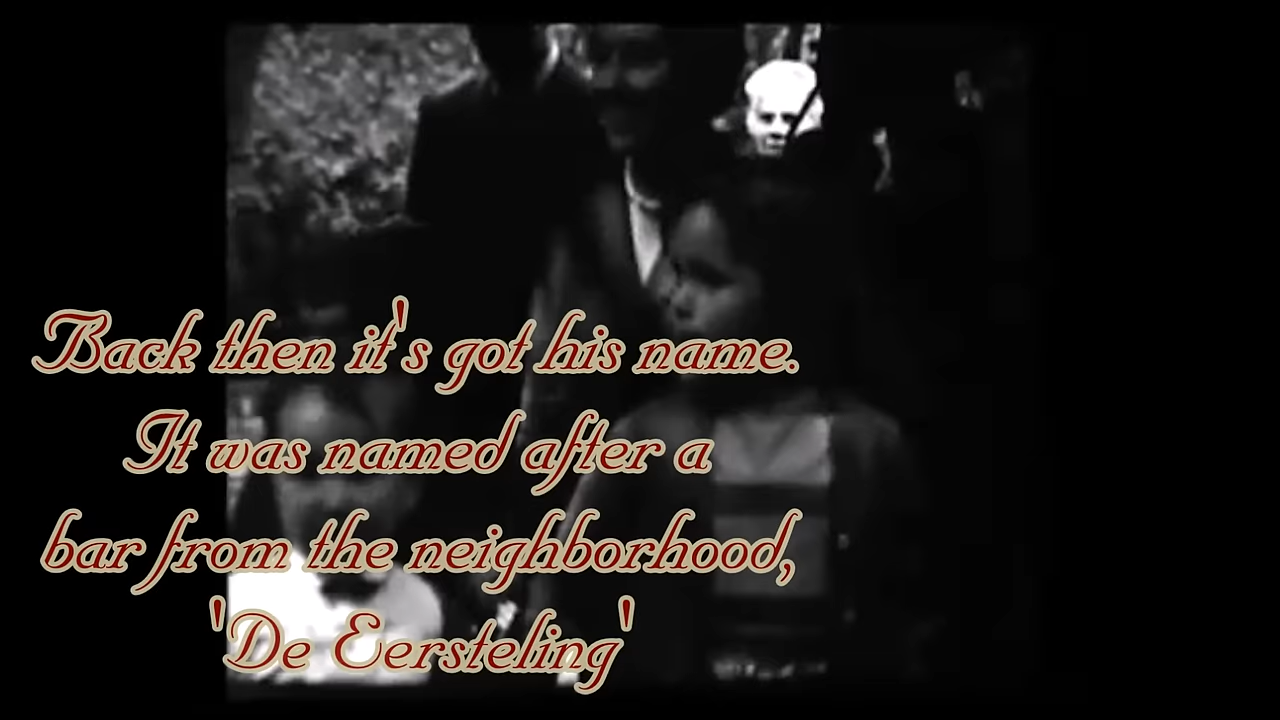 Back then it's got his name.
It was named after a
bar from the neighborhood,
'De Eersteling'